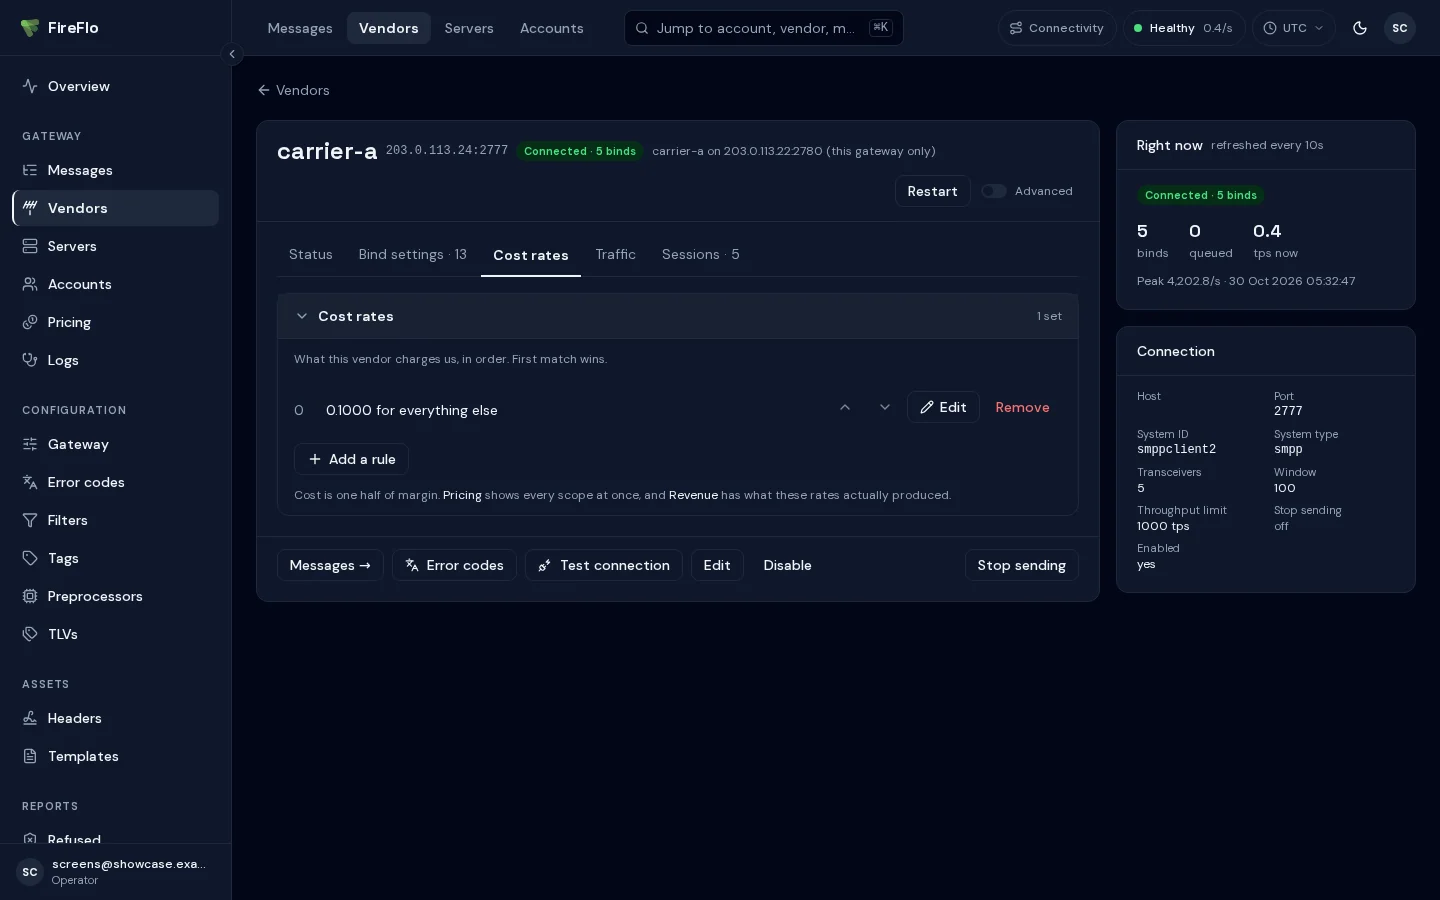 FireFlo
Messages
Vendors
Servers
Accounts
Jump to account, vendor, m...
⌘K
Connectivity
Healthy 0.4/s
UTC
SC
Overview
GATEWAY
Messages
Vendors
Servers
Accounts
Pricing
Logs
CONFIGURATION
Gateway
Error codes
Filters
Tags
Preprocessors
TLVs
ASSETS
Headers
Templates
REPORTS
Refused
SC
screens@showcase.exa...
Operator
← Vendors
carrier-a 203.0.113.24:2777 Connected · 5 binds carrier-a on 203.0.113.22:2780 (this gateway only)
Restart
Advanced
Status
Bind settings · 13
Cost rates
Traffic
Sessions · 5
Cost rates
1 set
What this vendor charges us, in order. First match wins.
0 0.1000 for everything else
Edit
Remove
+ Add a rule
Cost is one half of margin. Pricing shows every scope at once, and Revenue has what these rates actually produced.
Messages →
Error codes
Test connection
Edit
Disable
Stop sending
Right now refreshed every 10s
Connected · 5 binds
5 0 0.4
binds queued tps now
Peak 4,202.8/s · 30 Oct 2026 05:32:47
Connection
Host Port
2777
System ID System type
smppclient2 smpp
Transceivers Window
5 100
Throughput limit Stop sending
1000 tps off
Enabled
yes